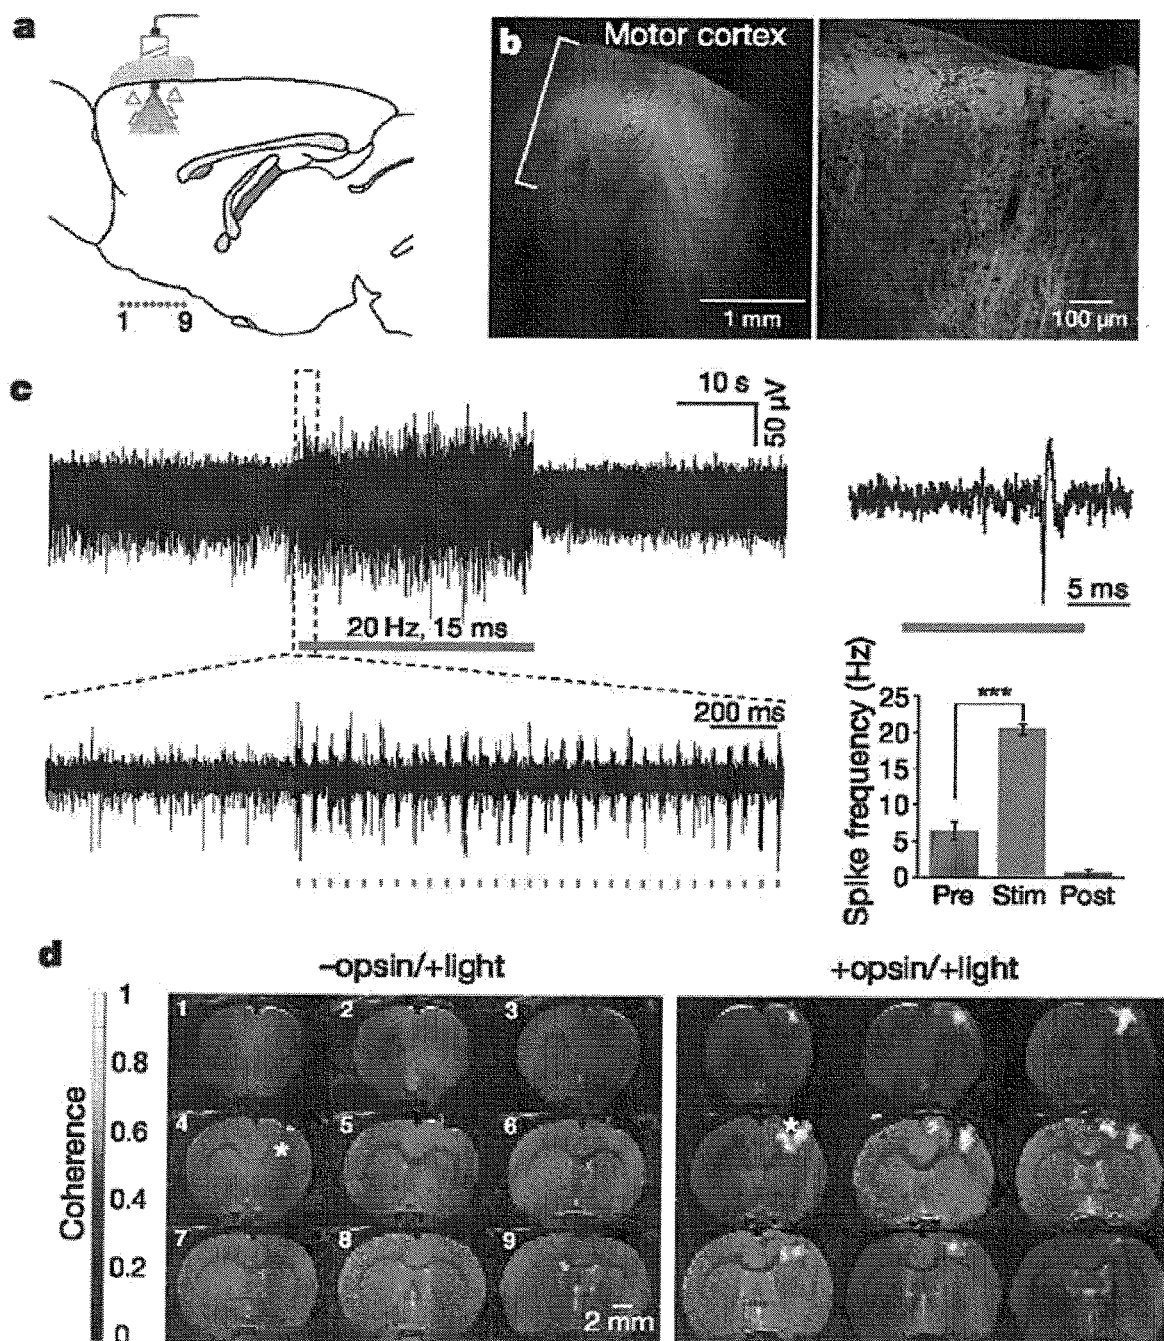 a
1 9
b
Motor cortex
1 mm
100 µm
c
10 s
50 µV
20 Hz, 15 ms
200 ms
5 ms
Spike frequency (Hz)
25
20
15
10
5
0
***
Pre Stim Post
d
–opsin/+light
+opsin/+light
Coherence
1
0.8
0.6
0.4
0.2
0
1 2 3
4 5 6
7 8 9
2 mm